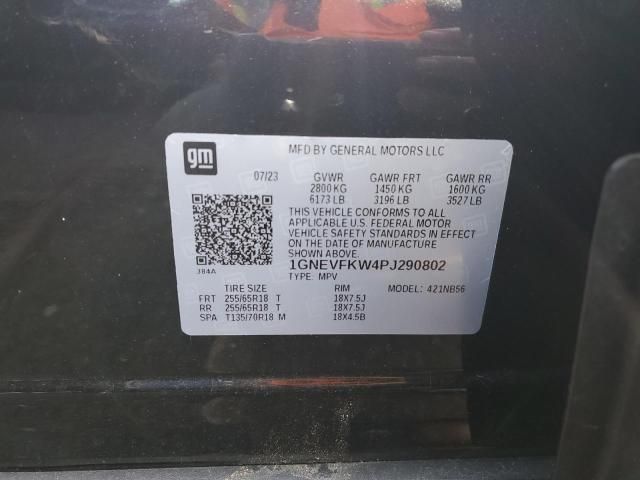 gm
MFD BY GENERAL MOTORS LLC
07/23 GVWR GAWR FRT GAWR RR
2800 KG 1450 KG 1600 KG
6173 LB 3196 LB 3527 LB
THIS VEHICLE CONFORMS TO ALL
APPLICABLE U.S. FEDERAL MOTOR
VEHICLE SAFETY STANDARDS IN EFFECT
ON THE DATE OF MANUFACTURE
SHOWN ABOVE.
1GNEVFKW4PJ290802
J84A
TYPE: MPV
TIRE SIZE RIM MODEL: 421NB56
FRT 255/65R18 T 18X7.5J
RR 255/65R18 T 18X7.5J
SPA T135/70R18 M 18X4.5B